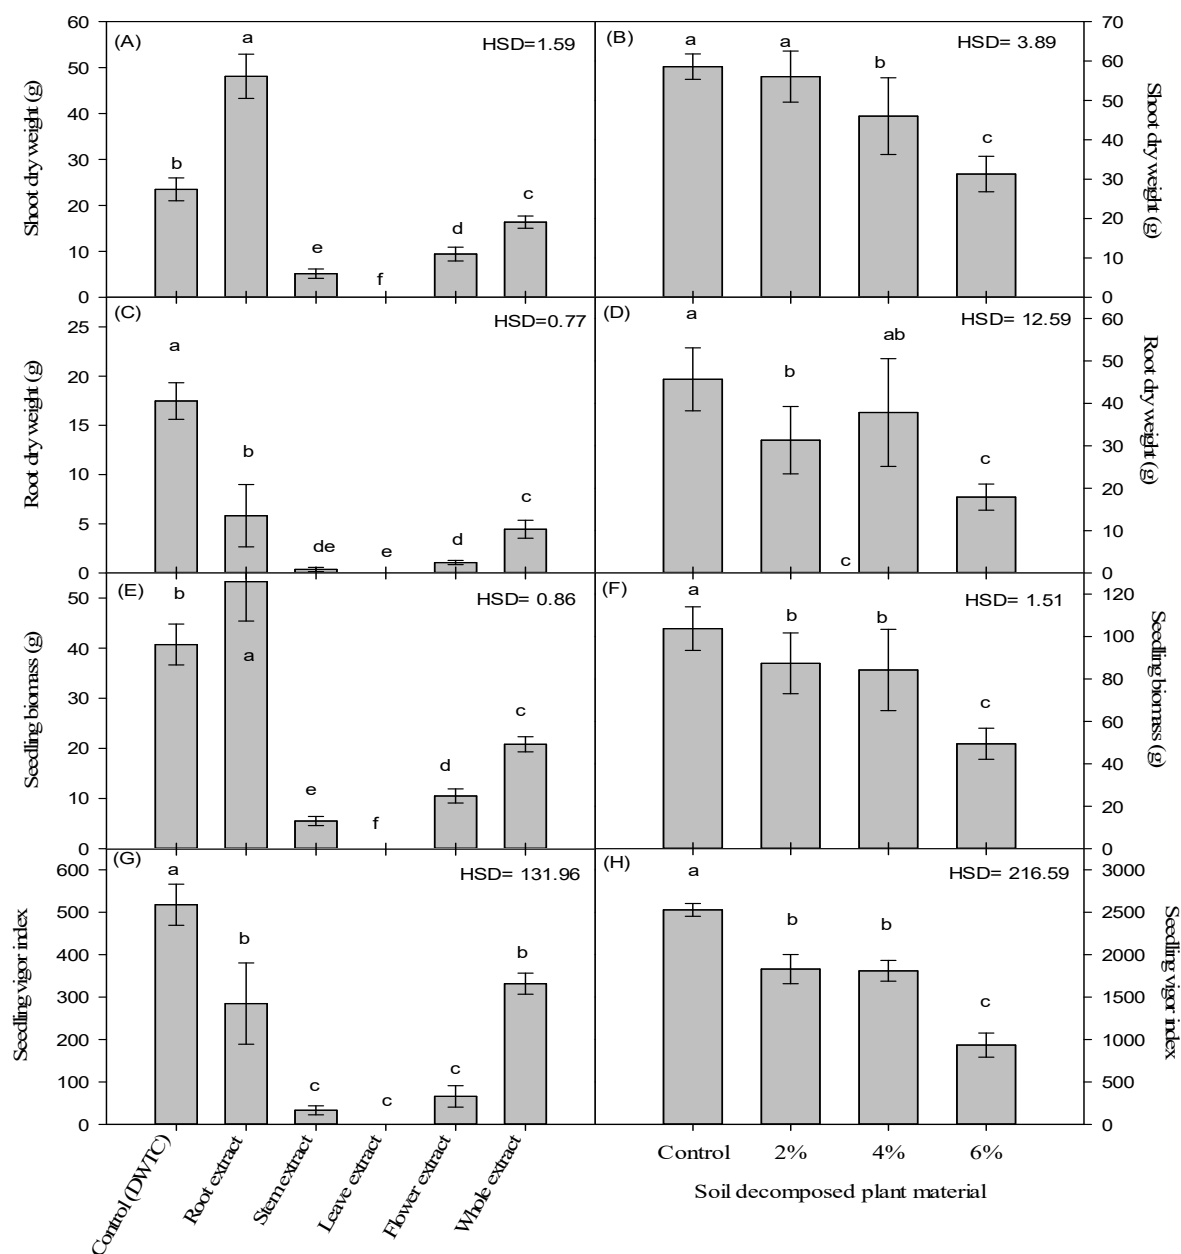 (A) HSD=1.59
60
50
40
30
20
10
0
Shoot dry weight (g)
b a e f d c
(B) HSD= 3.89
70
60
50
40
30
20
10
0
Shoot dry weight (g)
a a b c
(C) HSD=0.77
25
20
15
10
5
0
Root dry weight (g)
a b de e d c
(D) HSD= 12.59
60
50
40
30
20
10
0
Root dry weight (g)
a b ab c
c
(E) HSD= 0.86
50
40
30
20
10
0
Seedling biomass (g)
b a e f d c
(F) HSD= 1.51
120
100
80
60
40
20
0
Seedling biomass (g)
a b b c
(G) HSD= 131.96
600
500
400
300
200
100
0
Seedling vigor index
a b c c c b
(H) HSD= 216.59
3000
2500
2000
1500
1000
500
0
Seedling vigor index
a b b c
Control (DWTC)
Root extract
Stem extract
Leave extract
Flower extract
Whole extract
Control 2% 4% 6%
Soil decomposed plant material